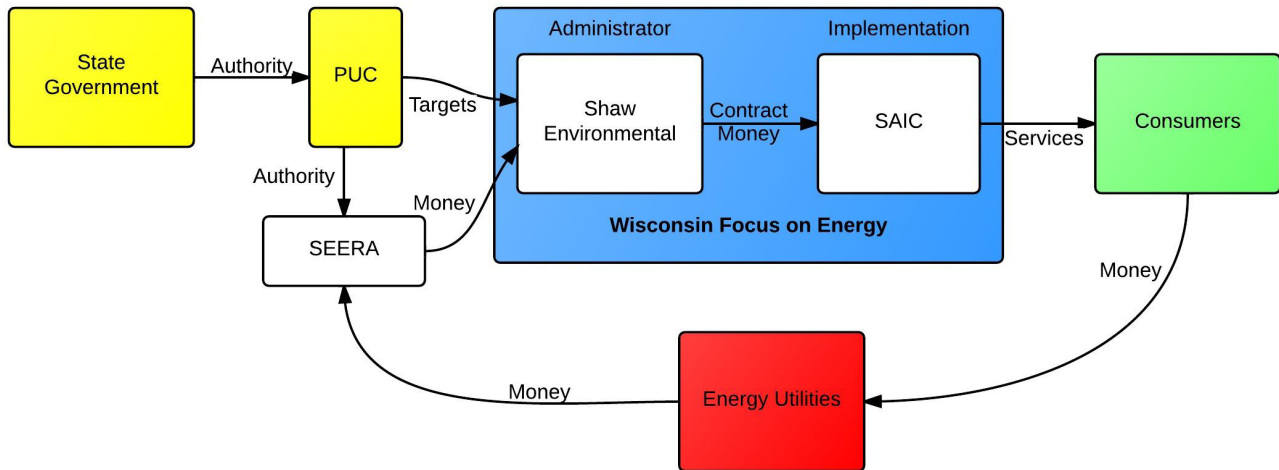 Administrator
Implementation
State
Government
Authority
PUC
Targets
Shaw
Environmental
Contract
Money
SAIC
Services
Consumers
Authority
Money
Wisconsin Focus on Energy
SEERA
Money
Money
Energy Utilities